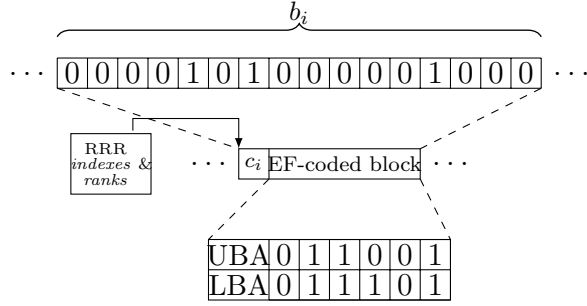 b_i
··· 0 0 0 0 1 0 1 0 0 0 0 0 1 0 0 0 ···
RRR
indexes &
ranks
··· c_i EF-coded block ···
UBA 0 1 1 0 0 1
LBA 0 1 1 1 0 1